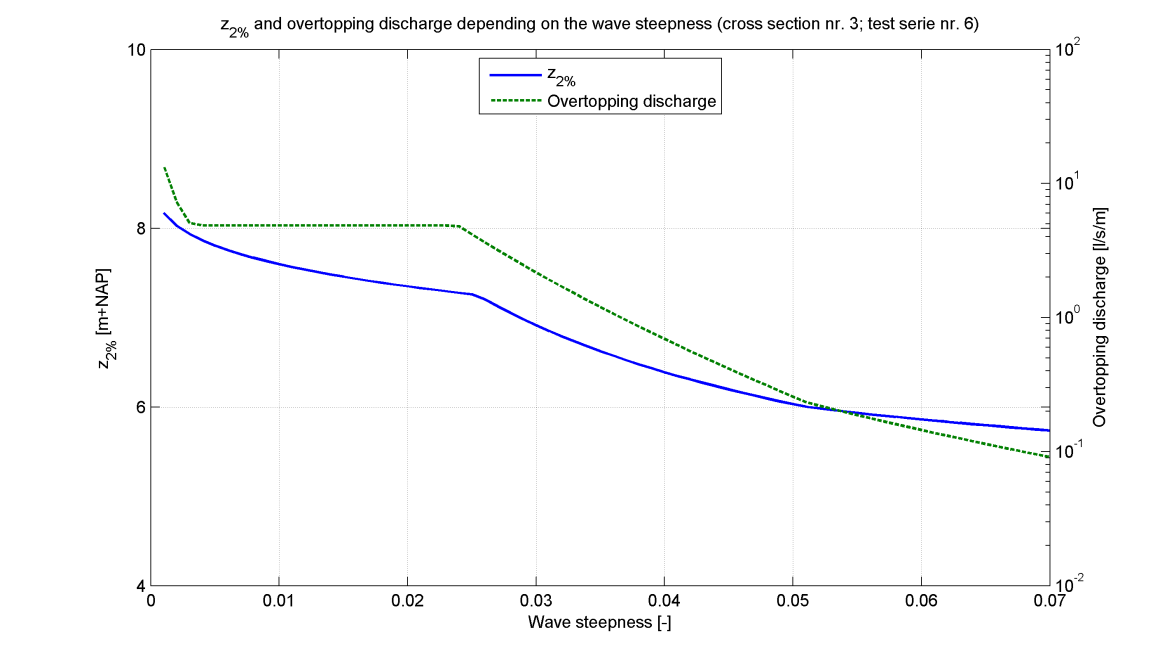 z2% and overtopping discharge depending on the wave steepness (cross section nr. 3; test serie nr. 6)
z2%
Overtopping discharge
10
8
6
4
z2% [m+NAP]
10^2
10^1
10^0
10^-1
10^-2
Overtopping discharge [l/s/m]
0 0.01 0.02 0.03 0.04 0.05 0.06 0.07
Wave steepness [-]